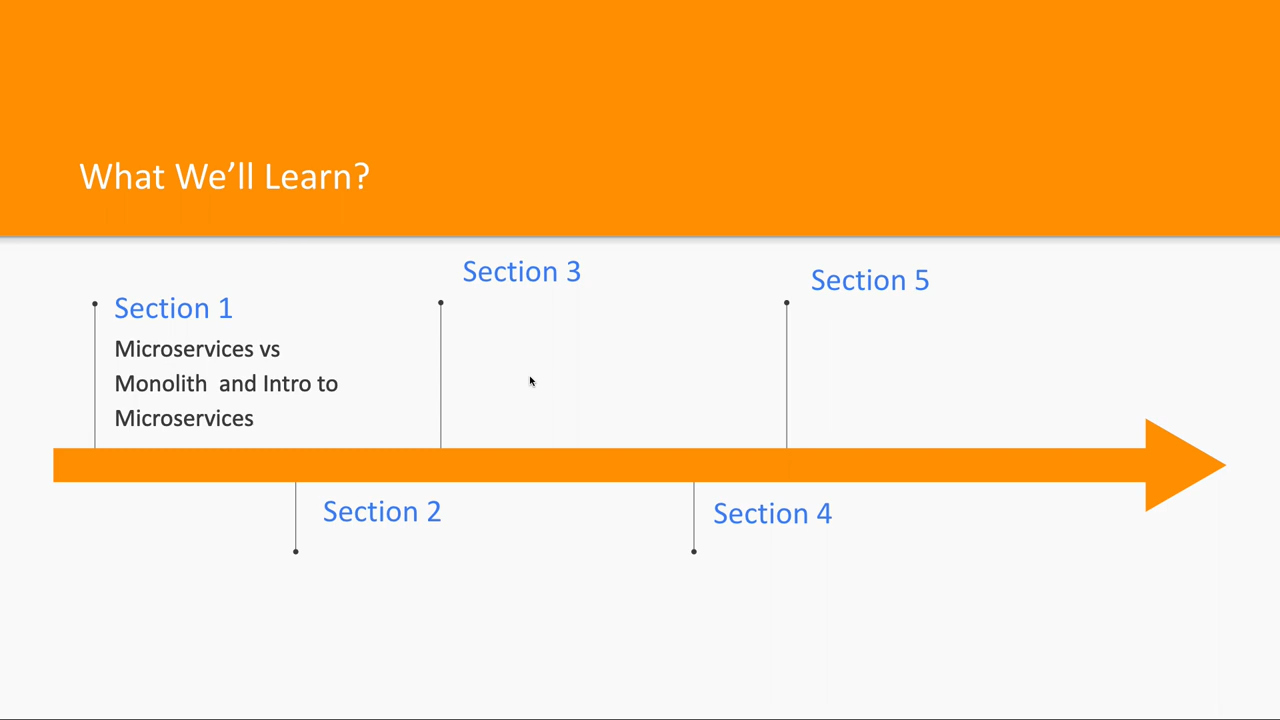 What We’ll Learn?
Section 1
Microservices vs
Monolith  and Intro to
Microservices
Section 2
Section 3
Section 4
Section 5